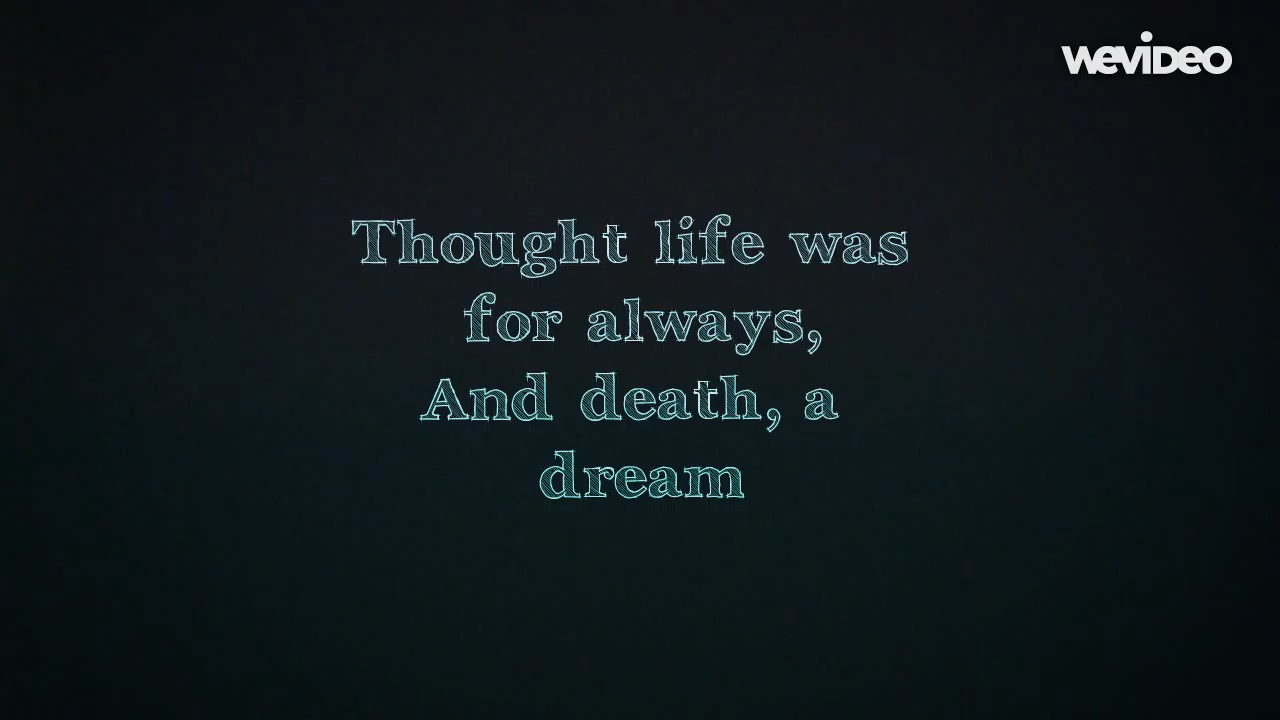 WeVideo
Thought life was
for always,
And death, a
dream